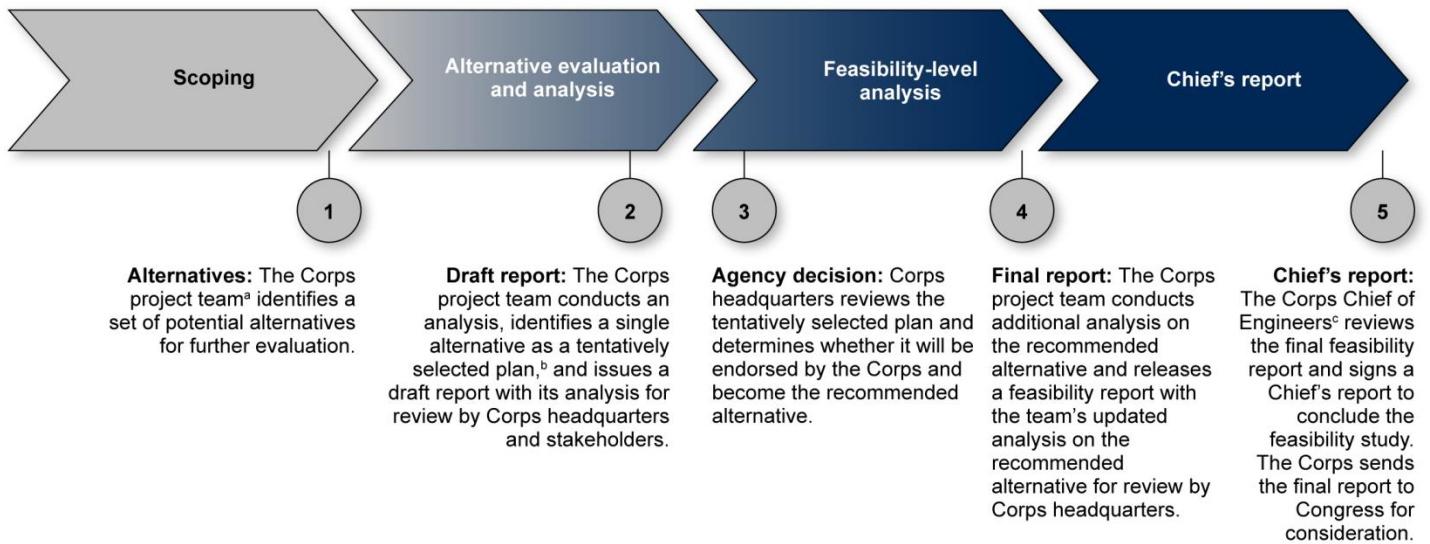 Scoping
Alternative evaluation
and analysis
Feasibility-level
analysis
Chief's report
1
2
3
4
5
Alternatives: The Corps
project teamᵃ identifies a
set of potential alternatives
for further evaluation.
Draft report: The Corps
project team conducts an
analysis, identifies a single
alternative as a tentatively
selected plan,ᵇ and issues a
draft report with its analysis for
review by Corps headquarters
and stakeholders.
Agency decision: Corps
headquarters reviews the
tentatively selected plan and
determines whether it will be
endorsed by the Corps and
become the recommended
alternative.
Final report: The Corps
project team conducts
additional analysis on
the recommended
alternative and releases
a feasibility report with
the team's updated
analysis on the
recommended
alternative for review by
Corps headquarters.
Chief's report:
The Corps Chief of
Engineersᶜ reviews
the final feasibility
report and signs a
Chief's report to
conclude the
feasibility study.
The Corps sends
the final report to
Congress for
consideration.